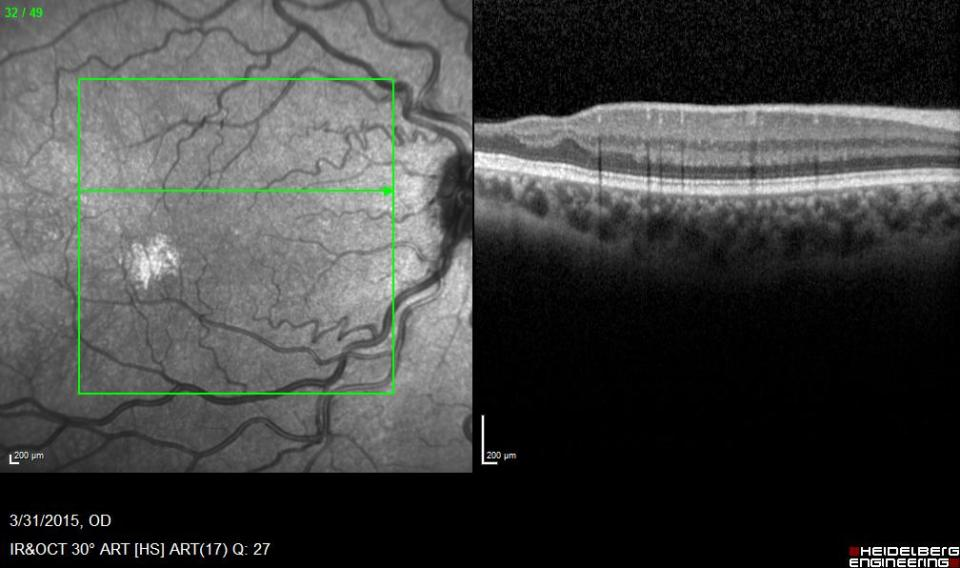 32 / 49
200 µm
200 µm
3/31/2015, OD
IR&OCT 30° ART [HS] ART(17) Q: 27
HEIDELBERG
ENGINEERING